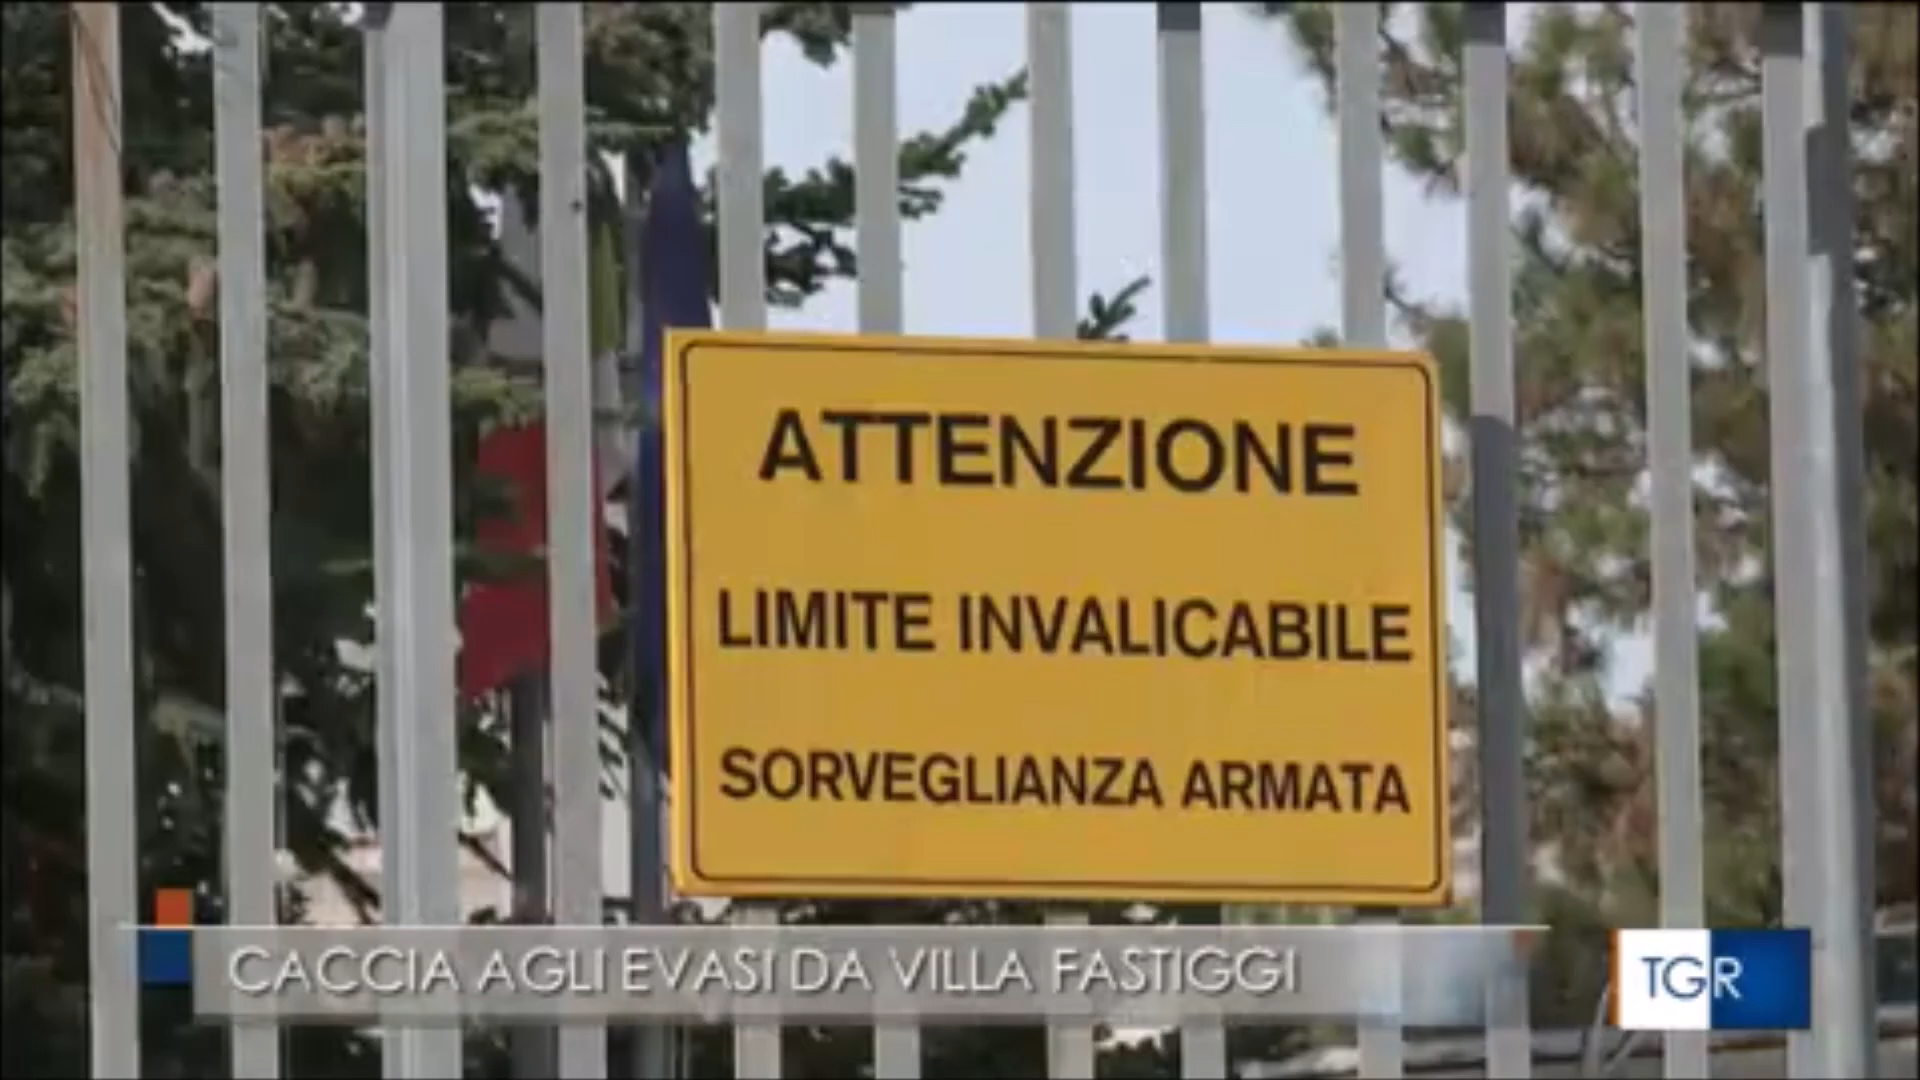 ATTENZIONE
LIMITE INVALICABILE
SORVEGLIANZA ARMATA
CACCIA AGLI EVASI DA VILLA FASTIGGI
TGR